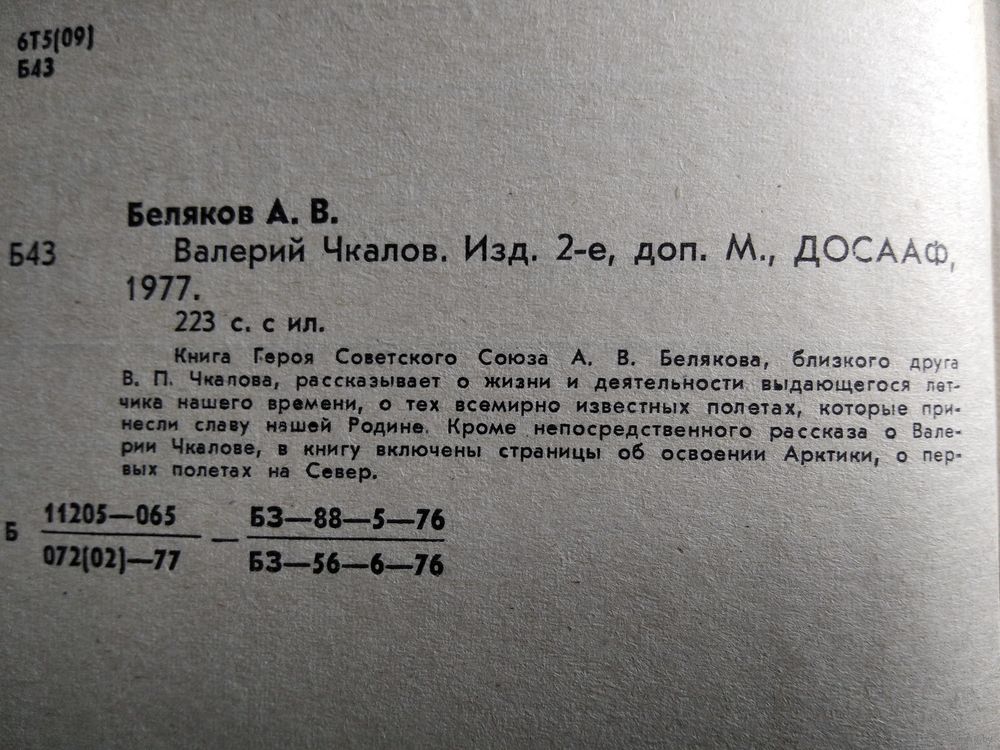 6Т5(09)
Б43
Беляков А. В.
Б43 Валерий Чкалов. Изд. 2-е, доп. М., ДОСААФ,
1977.
223 с. с ил.
Книга Героя Советского Союза А. В. Белякова, близкого друга
В. П. Чкалова, рассказывает о жизни и деятельности выдающегося лет-
чика нашего времени, о тех всемирно известных полетах, которые при-
несли славу нашей Родине. Кроме непосредственного рассказа о Вале-
рии Чкалове, в книгу включены страницы об освоении Арктики, о пер-
вых полетах на Север.
11205—065 БЗ—88—5—76
Б —
072(02)—77 БЗ—56—6—76